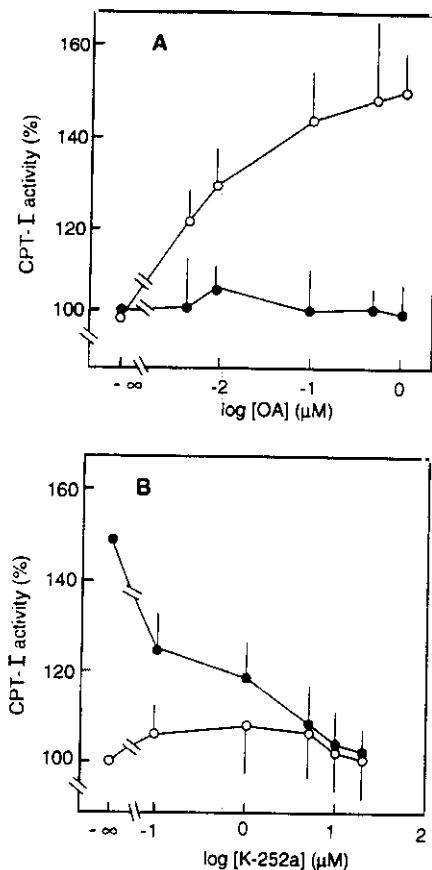 A
160
140
120
100
CPT-I activity (%)
- ∞
-2
-1
0
log [OA] (μM)
B
160
140
120
100
CPT-I activity (%)
- ∞
-1
0
1
2
log [K-252a] (μM)